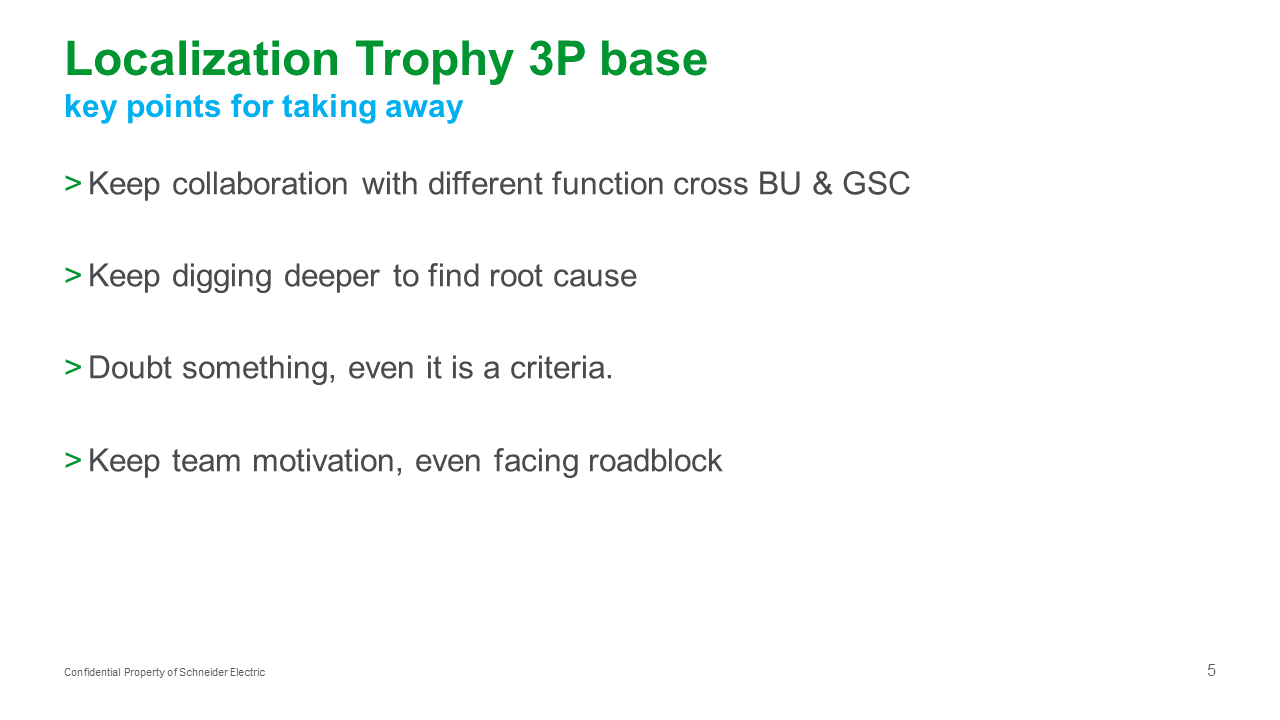 Localization Trophy 3P base
key points for taking away
> Keep collaboration with different function cross BU & GSC
> Keep digging deeper to find root cause
> Doubt something, even it is a criteria.
> Keep team motivation, even facing roadblock
Confidential Property of Schneider Electric
5